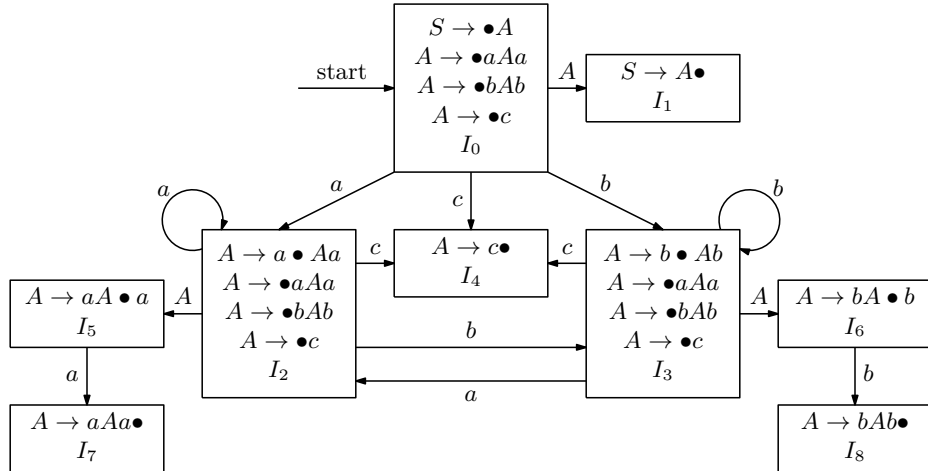 start
S → ●A
A → ●aAa
A → ●bAb
A → ●c
I₀
A
S → A●
I₁
a
c
b
a
A → a ● Aa
A → ●aAa
A → ●bAb
A → ●c
I₂
c
A → c●
I₄
c
A → b ● Ab
A → ●aAa
A → ●bAb
A → ●c
I₃
b
A
A → aA ● a
I₅
A
A → bA ● b
I₆
b
a
a
A → aAa●
I₇
b
A → bAb●
I₈